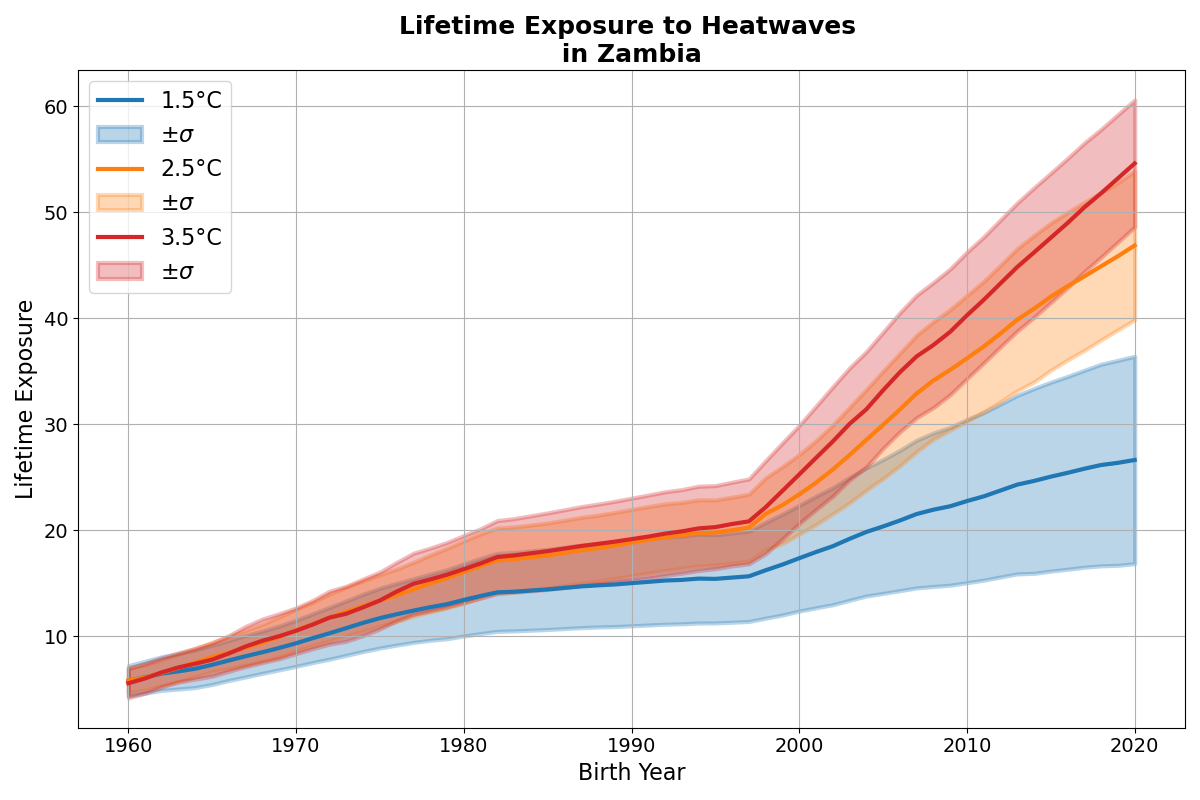 Lifetime Exposure to Heatwaves
in Zambia
1.5°C
±σ
2.5°C
±σ
3.5°C
±σ
Lifetime Exposure
60
50
40
30
20
10
1960 1970 1980 1990 2000 2010 2020
Birth Year